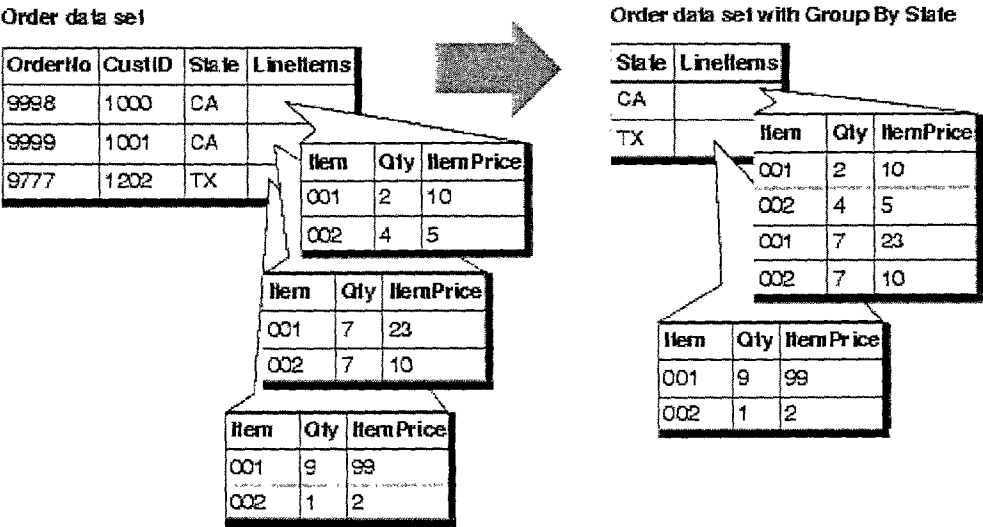 Order data set
OrderNo CustID State LineItems
9998 1000 CA
9999 1001 CA
9777 1202 TX
Item Qty ItemPrice
001 2 10
002 4 5
Item Qty ItemPrice
001 7 23
002 7 10
Item Qty ItemPrice
001 9 99
002 1 2
Order data set with Group By State
State LineItems
CA
TX
Item Qty ItemPrice
001 2 10
002 4 5
001 7 23
002 7 10
Item Qty ItemPrice
001 9 99
002 1 2